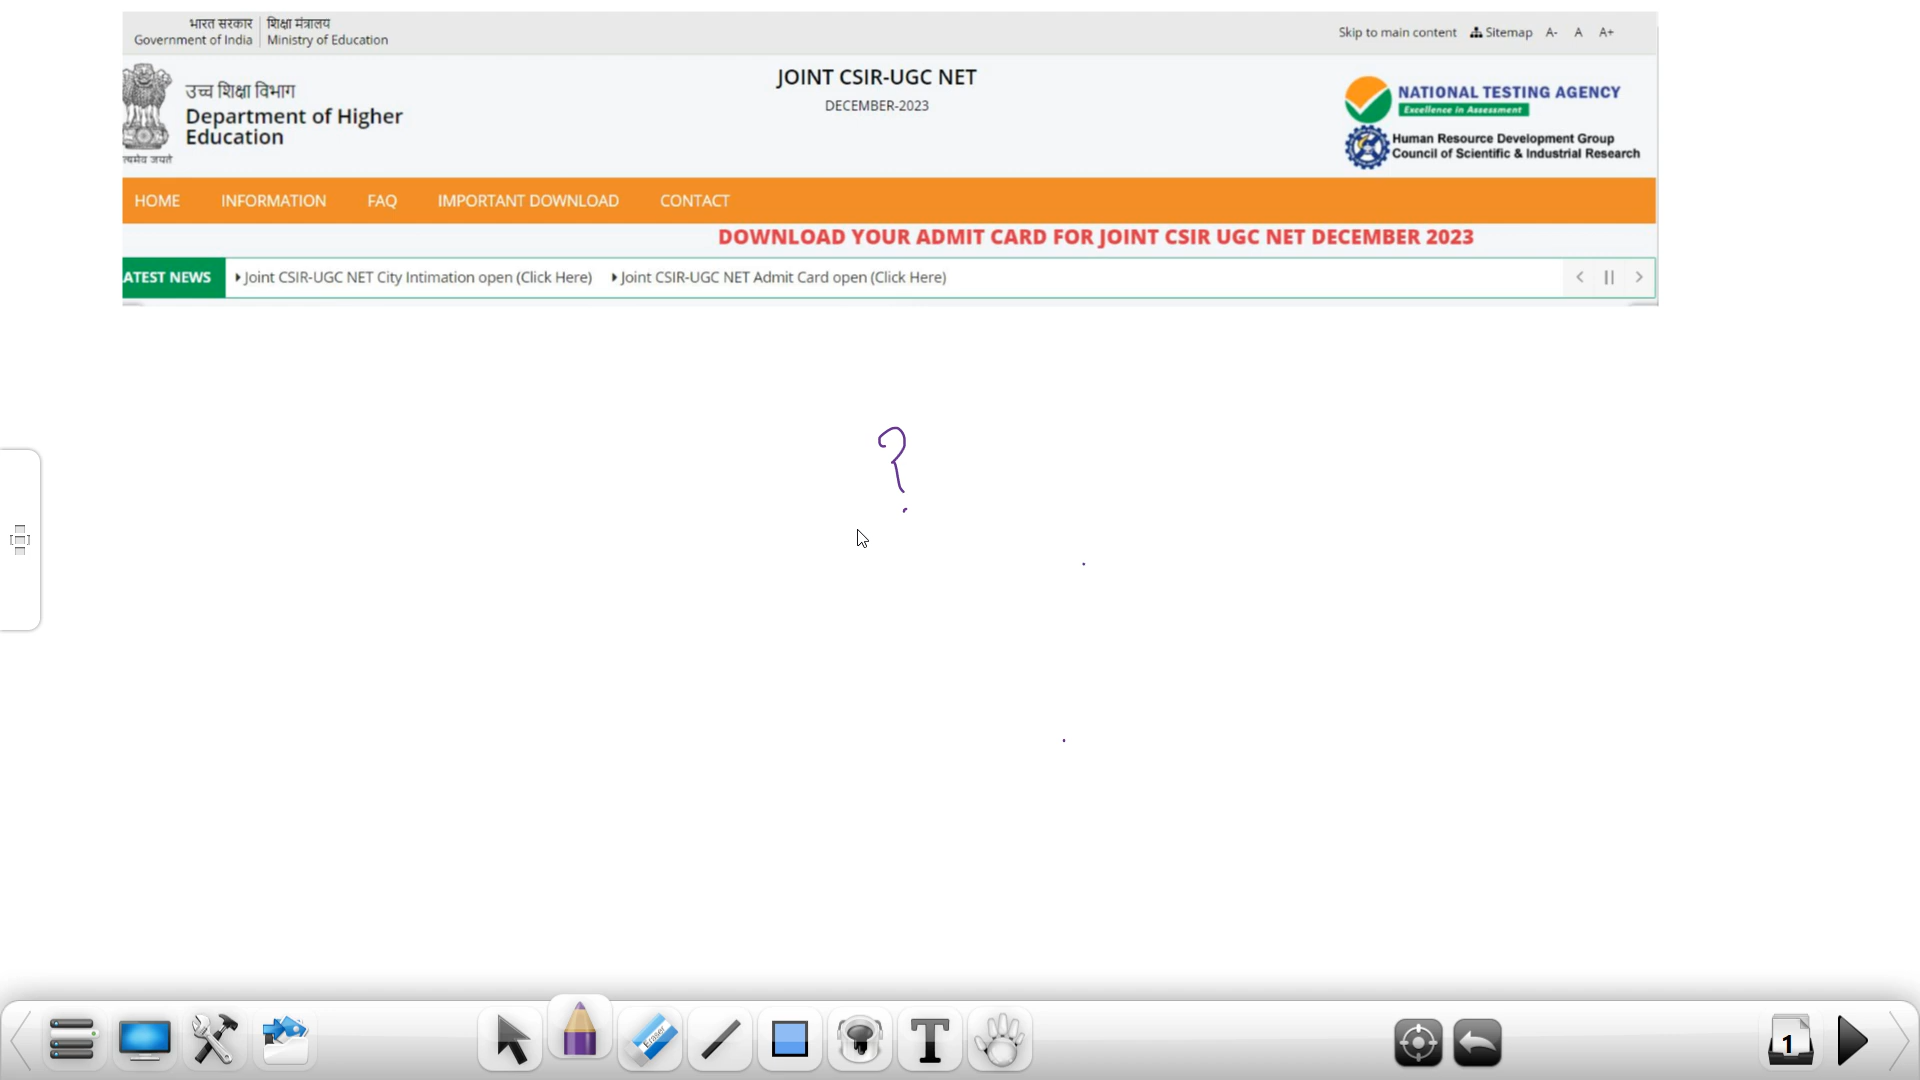 भारत सरकार शिक्षा मंत्रालय
Government of India Ministry of Education
Skip to main content Sitemap A- A A+
उच्च शिक्षा विभाग
Department of Higher
Education
त्यमेव जयते
JOINT CSIR-UGC NET
DECEMBER-2023
NATIONAL TESTING AGENCY
Excellence in Assessment
Human Resource Development Group
Council of Scientific & Industrial Research
HOME INFORMATION FAQ IMPORTANT DOWNLOAD CONTACT
DOWNLOAD YOUR ADMIT CARD FOR JOINT CSIR UGC NET DECEMBER 2023
ATEST NEWS Joint CSIR-UGC NET City Intimation open (Click Here) Joint CSIR-UGC NET Admit Card open (Click Here)
?
Eraser
T
1